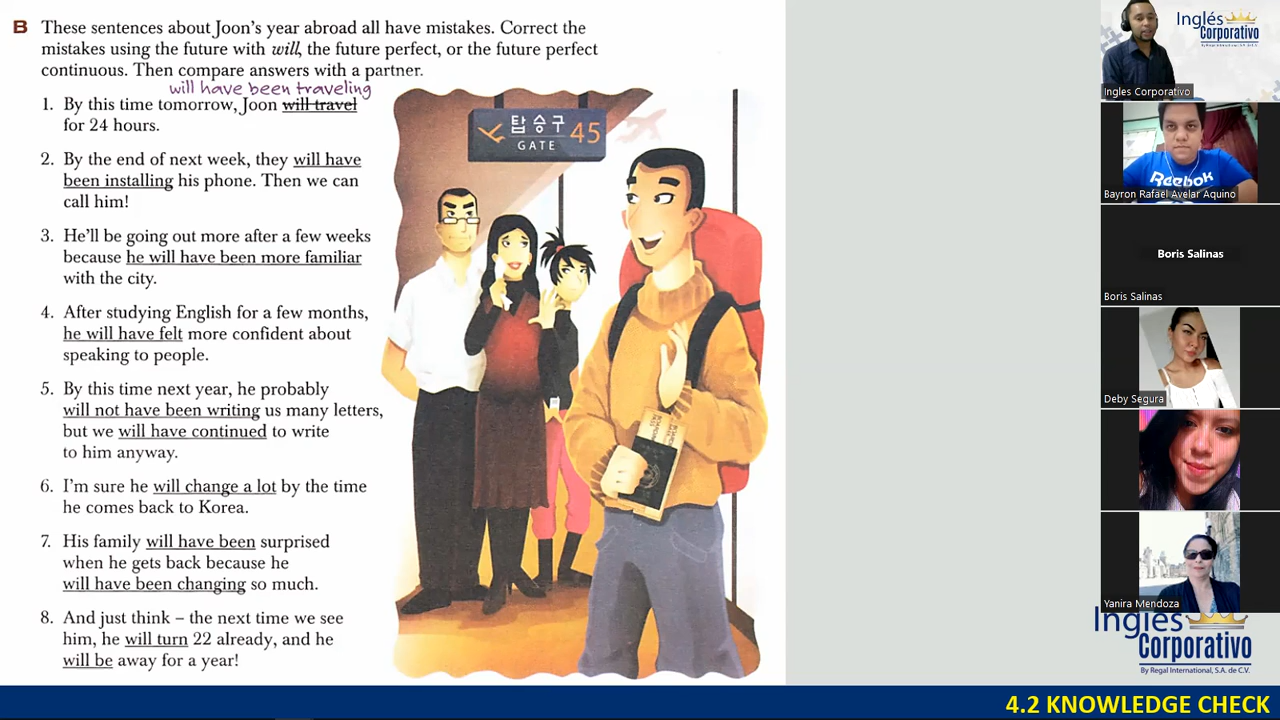 B These sentences about Joon's year abroad all have mistakes. Correct the
mistakes using the future with will, the future perfect, or the future perfect
continuous. Then compare answers with a partner.
will have been traveling
1. By this time tomorrow, Joon will travel
for 24 hours.
2. By the end of next week, they will have
been installing his phone. Then we can
call him!
3. He'll be going out more after a few weeks
because he will have been more familiar
with the city.
4. After studying English for a few months,
he will have felt more confident about
speaking to people.
5. By this time next year, he probably
will not have been writing us many letters,
but we will have continued to write
to him anyway.
6. I'm sure he will change a lot by the time
he comes back to Korea.
7. His family will have been surprised
when he gets back because he
will have been changing so much.
8. And just think – the next time we see
him, he will turn 22 already, and he
will be away for a year!
탑승구 45
GATE
Inglés
Corporativo
By Regal International, S.A. de C.V.
Ingles Corporativo
Reebok
Bayron Rafael Avelar Aquino
Boris Salinas
Boris Salinas
Deby Segura
Yanira Mendoza
Inglés
Corporativo
By Regal International, S.A. de C.V.
4.2 KNOWLEDGE CHECK